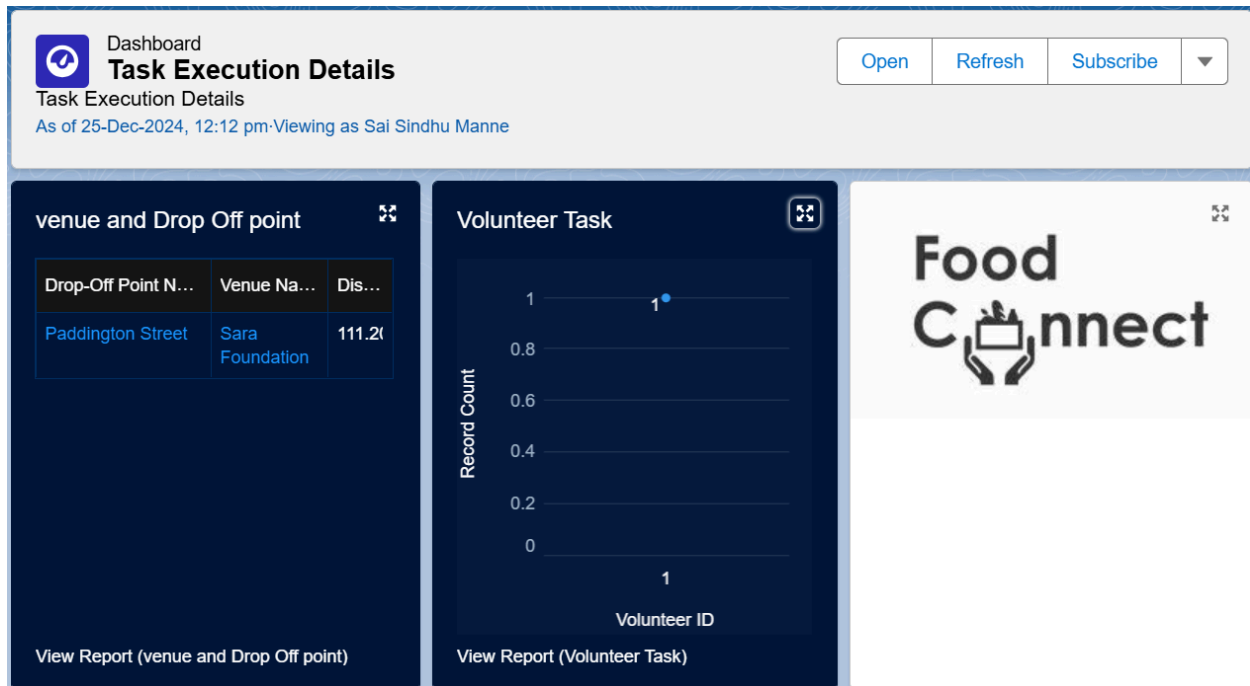 Dashboard
Task Execution Details
Task Execution Details
As of 25-Dec-2024, 12:12 pm·Viewing as Sai Sindhu Manne
Open
Refresh
Subscribe
venue and Drop Off point
Drop-Off Point N... Venue Na... Dis...
Paddington Street Sara 111.20
Foundation
View Report (venue and Drop Off point)
Volunteer Task
1
1
0.8
0.6
0.4
0.2
0
Record Count
1
Volunteer ID
View Report (Volunteer Task)
Food
Connect